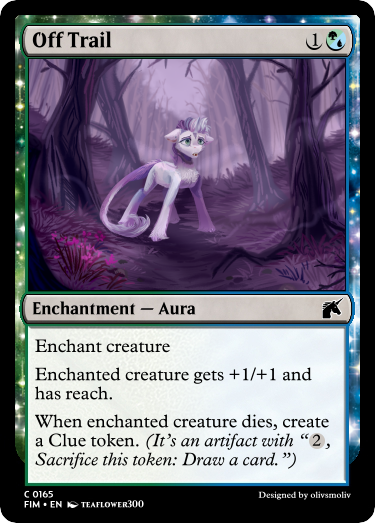 Off Trail 1
Enchantment — Aura
Enchant creature
Enchanted creature gets +1/+1 and
has reach.
When enchanted creature dies, create
a Clue token. (It's an artifact with “2,
Sacrifice this token: Draw a card.”)
C 0165
FIM • EN TEAFLOWER300
Designed by olivsmoliv